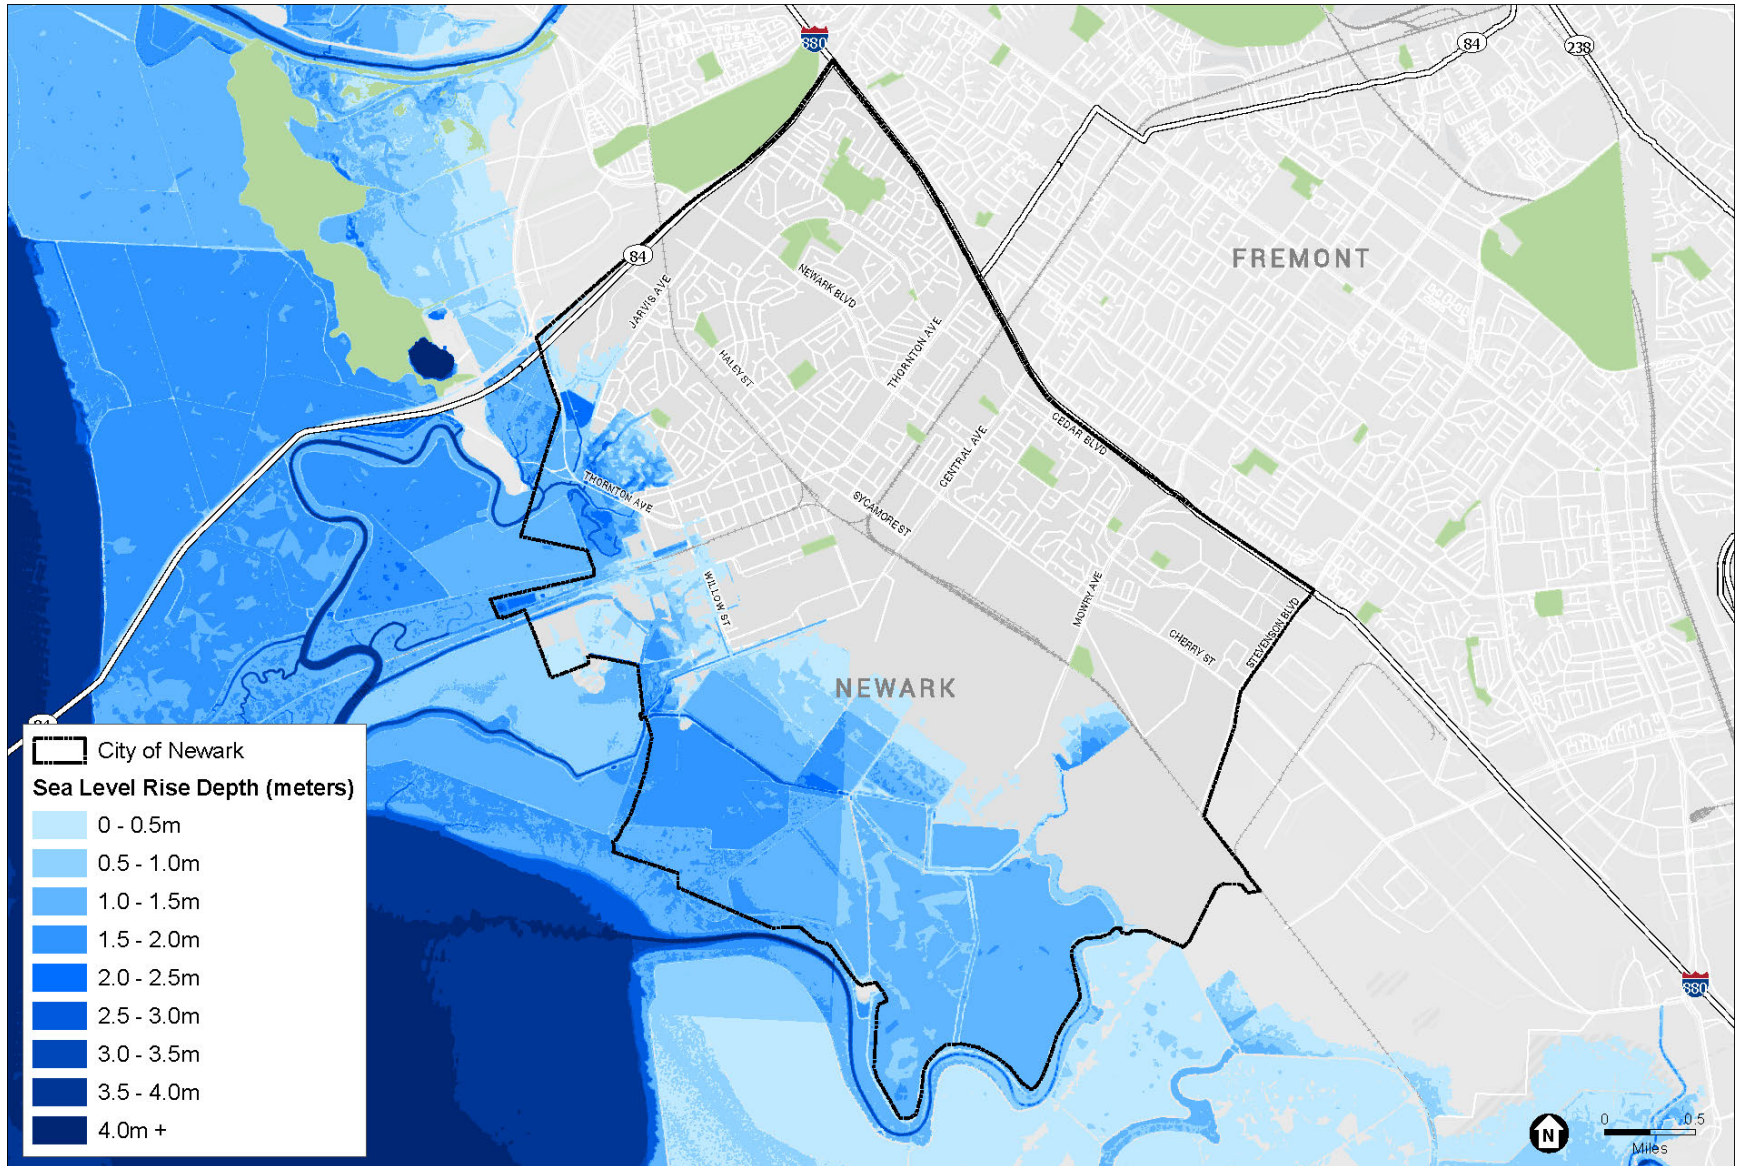 380
84
238
FREMONT
84
NEWARK BLVD
JARVIS AVE
THORNTON AVE
HALEY ST
CEDAR BLVD
CENTRAL AVE
THORNTON AVE
SYCAMORE ST
WILLOW ST
MOWRY AVE
CHERRY ST
STEVENSON BLVD
NEWARK
84
City of Newark
Sea Level Rise Depth (meters)
0 - 0.5m
0.5 - 1.0m
1.0 - 1.5m
1.5 - 2.0m
2.0 - 2.5m
2.5 - 3.0m
3.0 - 3.5m
3.5 - 4.0m
4.0m +
880
N
0 0.5
Miles